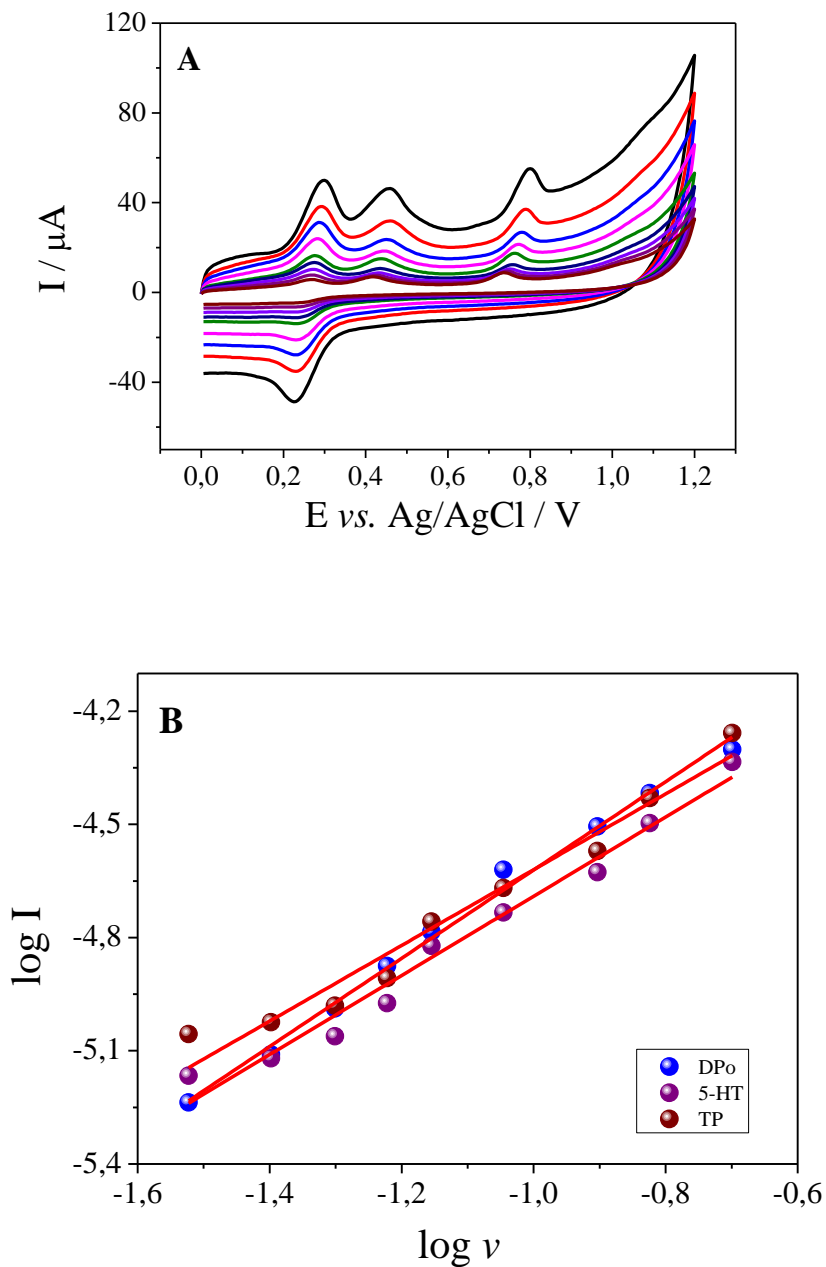 A
120
80
40
0
-40
I / μA
0,0 0,2 0,4 0,6 0,8 1,0 1,2
E vs. Ag/AgCl / V
B
-4,2
-4,5
-4,8
-5,1
-5,4
log I
DPo
5-HT
TP
-1,6 -1,4 -1,2 -1,0 -0,8 -0,6
log v